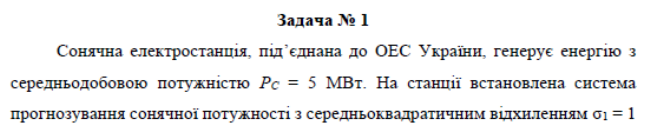 Задача № 1
Сонячна електростанція, під’єднана до ОЕС України, генерує енергію з
середньодобовою потужністю PC = 5 МВт. На станції встановлена система
прогнозування сонячної потужності з середньоквадратичним відхиленням σ1 = 1